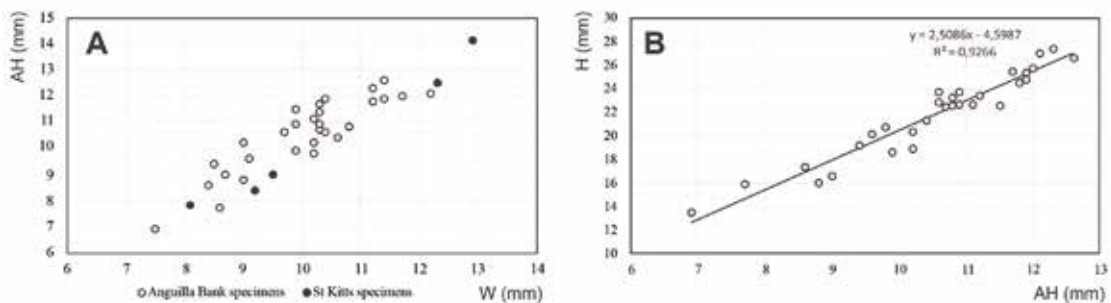 A
AH (mm)
15
14
13
12
11
10
9
8
7
6
6 7 8 9 10 11 12 13 14
Anguilla Bank specimens St Kitts specimens W (mm)
B
H (mm)
y = 2,5086x - 4,5987
R² = 0,9266
30
28
26
24
22
20
18
16
14
12
10
6 7 8 9 10 11 12 13
AH (mm)